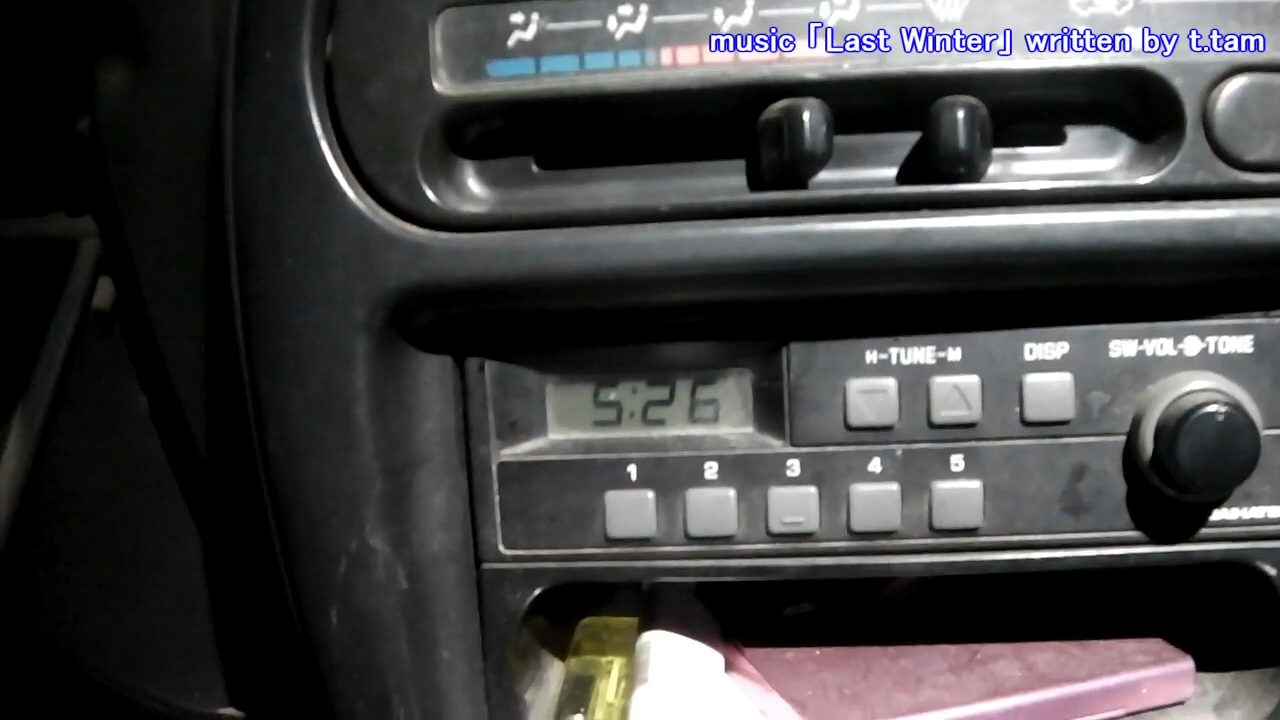 music「Last Winter」written by t.tam
H-TUNE-M
DISP
SW-VOL-TONE
5:26
1 2 3 4 5